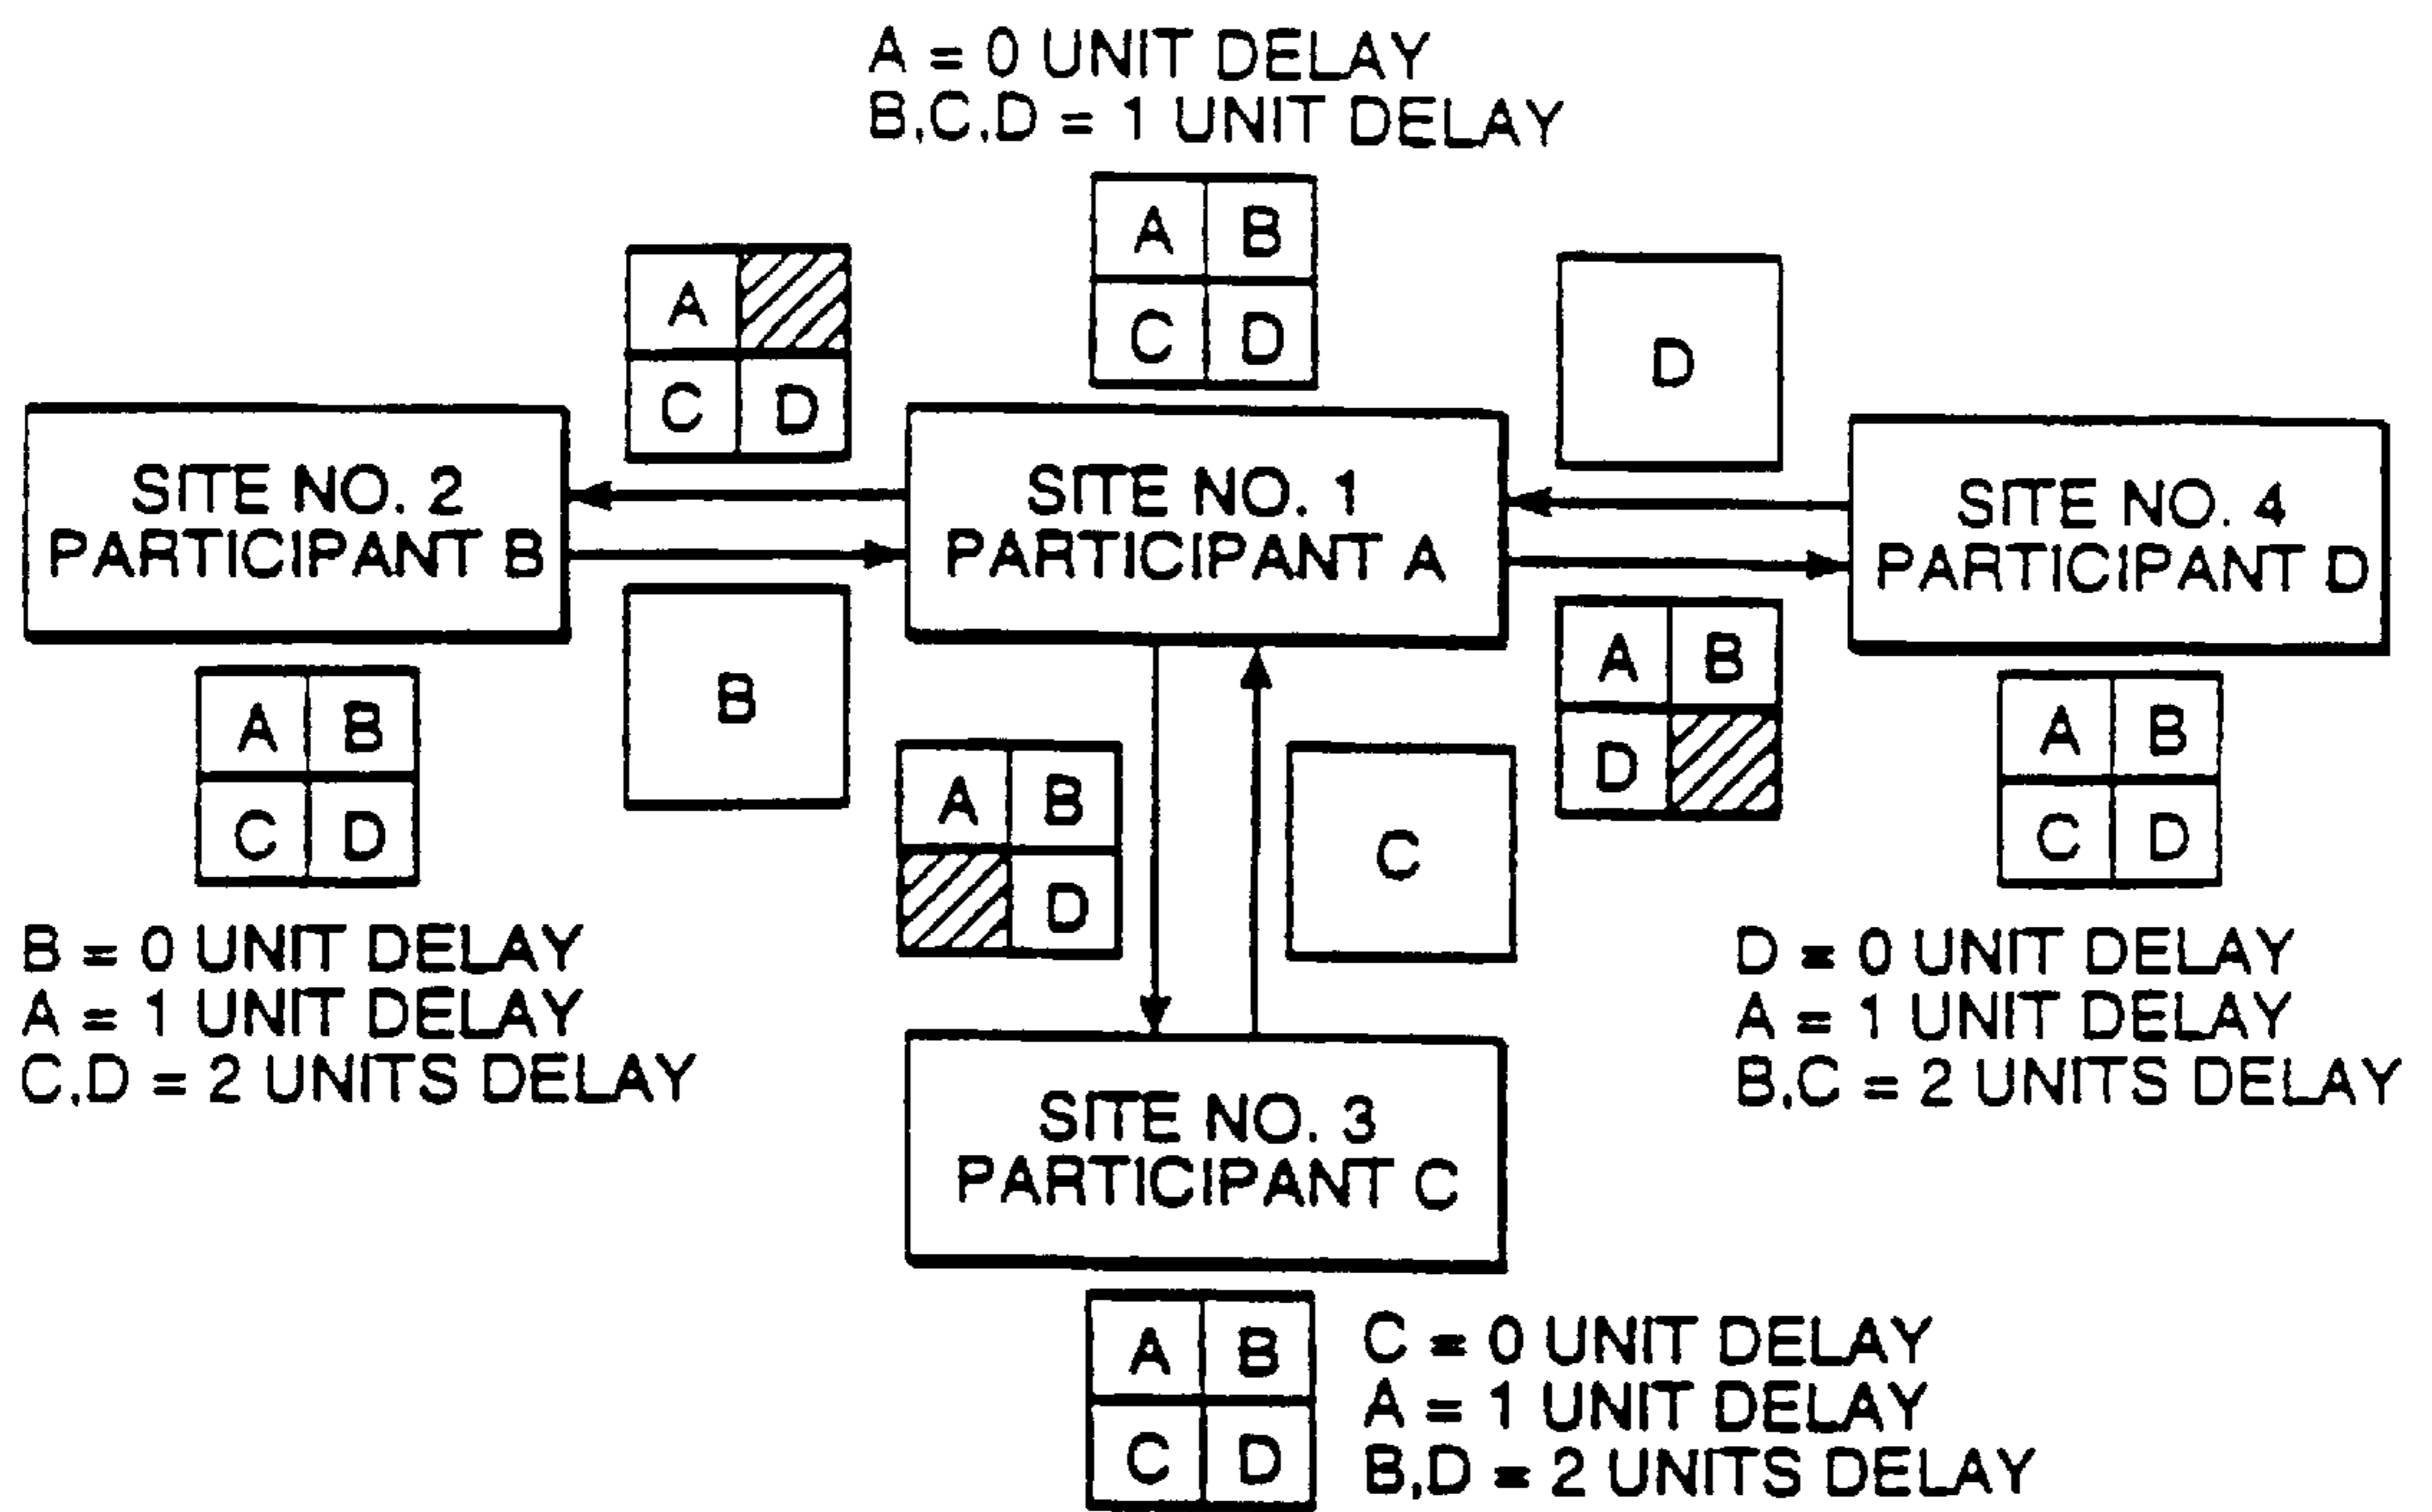 A = 0 UNIT DELAY
B,C,D = 1 UNIT DELAY
A B
C D
A
C D
D
SITE NO. 2
PARTICIPANT B
SITE NO. 1
PARTICIPANT A
SITE NO. 4
PARTICIPANT D
A B
C D
B
A B
D
A B
D
C
A B
C D
B = 0 UNIT DELAY
A = 1 UNIT DELAY
C,D = 2 UNITS DELAY
D = 0 UNIT DELAY
A = 1 UNIT DELAY
B,C = 2 UNITS DELAY
SITE NO. 3
PARTICIPANT C
A B
C D
C = 0 UNIT DELAY
A = 1 UNIT DELAY
B,D = 2 UNITS DELAY